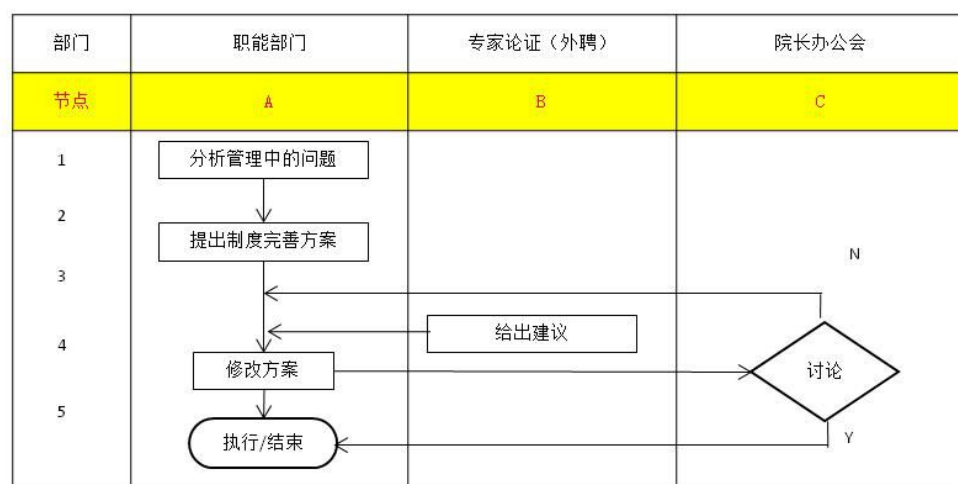 部门 职能部门 专家论证（外聘） 院长办公会
节点 A B C
1 分析管理中的问题
2
提出制度完善方案
N
3
给出建议
4
修改方案 讨论
5
执行/结束 Y